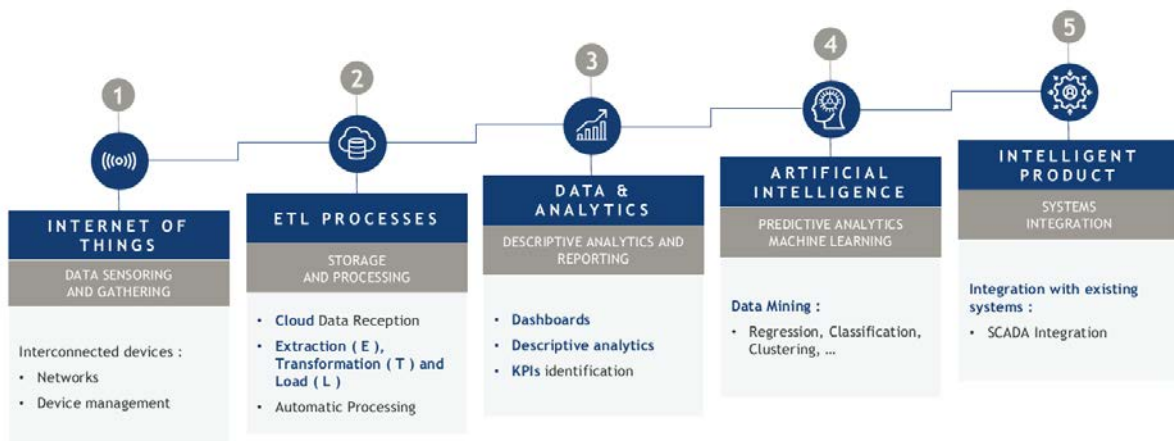 1
INTERNET OF
THINGS
DATA SENSORING
AND GATHERING
Interconnected devices :
• Networks
• Device management
2
ETL PROCESSES
STORAGE
AND PROCESSING
• Cloud Data Reception
• Extraction ( E ),
Transformation ( T ) and
Load ( L )
• Automatic Processing
3
DATA &
ANALYTICS
DESCRIPTIVE ANALYTICS AND
REPORTING
• Dashboards
• Descriptive analytics
• KPIs identification
4
ARTIFICIAL
INTELLIGENCE
PREDICTIVE ANALYTICS
MACHINE LEARNING
Data Mining :
• Regression, Classification,
Clustering, …
5
INTELLIGENT
PRODUCT
SYSTEMS
INTEGRATION
Integration with existing
systems :
• SCADA Integration